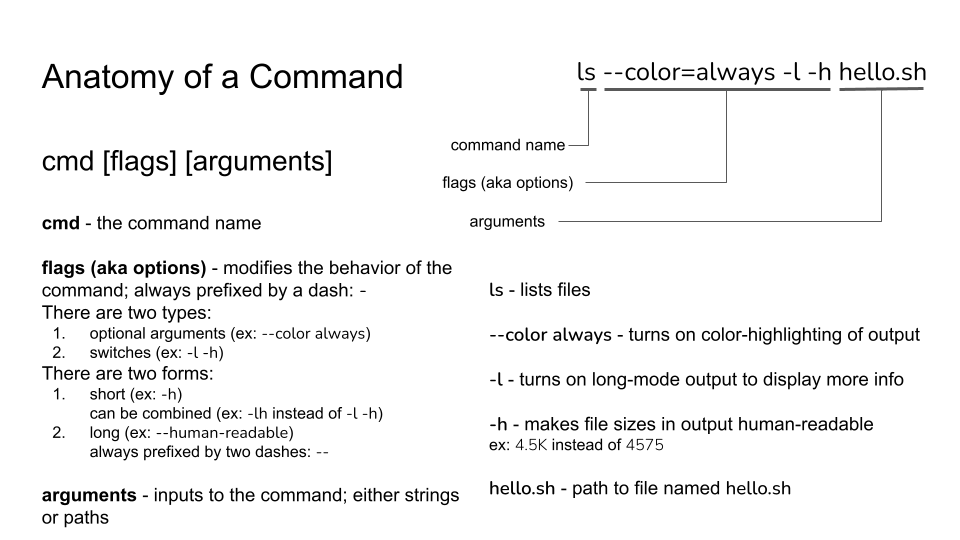 Anatomy of a Command
ls --color=always -l -h hello.sh
command name
flags (aka options)
arguments
cmd [flags] [arguments]
cmd - the command name
flags (aka options) - modifies the behavior of the
command; always prefixed by a dash: -
There are two types:
1. optional arguments (ex: --color always)
2. switches (ex: -l -h)
There are two forms:
1. short (ex: -h)
can be combined (ex: -lh instead of -l -h)
2. long (ex: --human-readable)
always prefixed by two dashes: --
arguments - inputs to the command; either strings
or paths
ls - lists files
--color always - turns on color-highlighting of output
-l - turns on long-mode output to display more info
-h - makes file sizes in output human-readable
ex: 4.5K instead of 4575
hello.sh - path to file named hello.sh